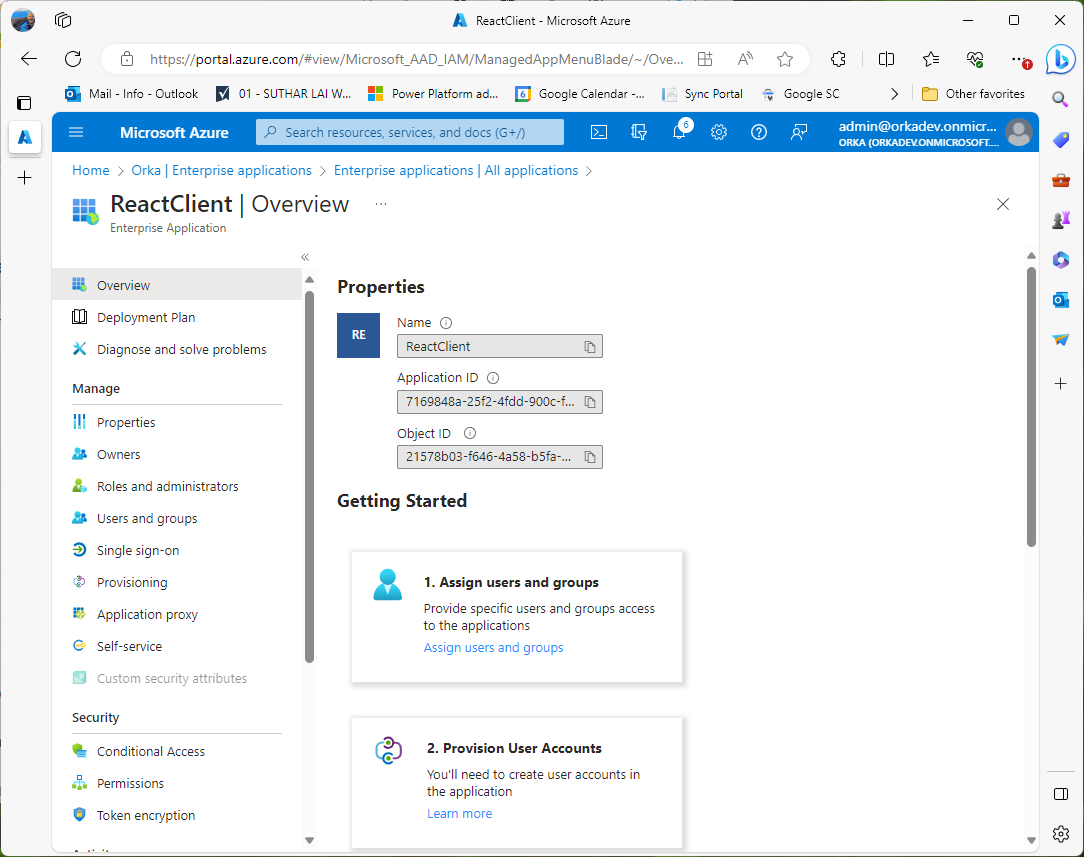 ReactClient - Microsoft Azure
https://portal.azure.com/#view/Microsoft_AAD_IAM/ManagedAppMenuBlade/~/Ove...
Mail - Info - Outlook
01 - SUTHAR LAI W...
Power Platform ad...
6
Google Calendar -...
Sync Portal
Google SC
Other favorites
Microsoft Azure
Search resources, services, and docs (G+/)
6
admin@orkadev.onmicr...
ORKA (ORKADEV.ONMICROSOFT....
Home > Orka | Enterprise applications > Enterprise applications | All applications >
ReactClient | Overview ...
Enterprise Application
Overview
Deployment Plan
Diagnose and solve problems
Manage
Properties
Owners
Roles and administrators
Users and groups
Single sign-on
Provisioning
Application proxy
Self-service
Custom security attributes
Security
Conditional Access
Permissions
Token encryption
Properties
RE
Name
ReactClient
Application ID
7169848a-25f2-4fdd-900c-f...
Object ID
21578b03-f646-4a58-b5fa-...
Getting Started
1. Assign users and groups
Provide specific users and groups access
to the applications
Assign users and groups
2. Provision User Accounts
You'll need to create user accounts in
the application
Learn more